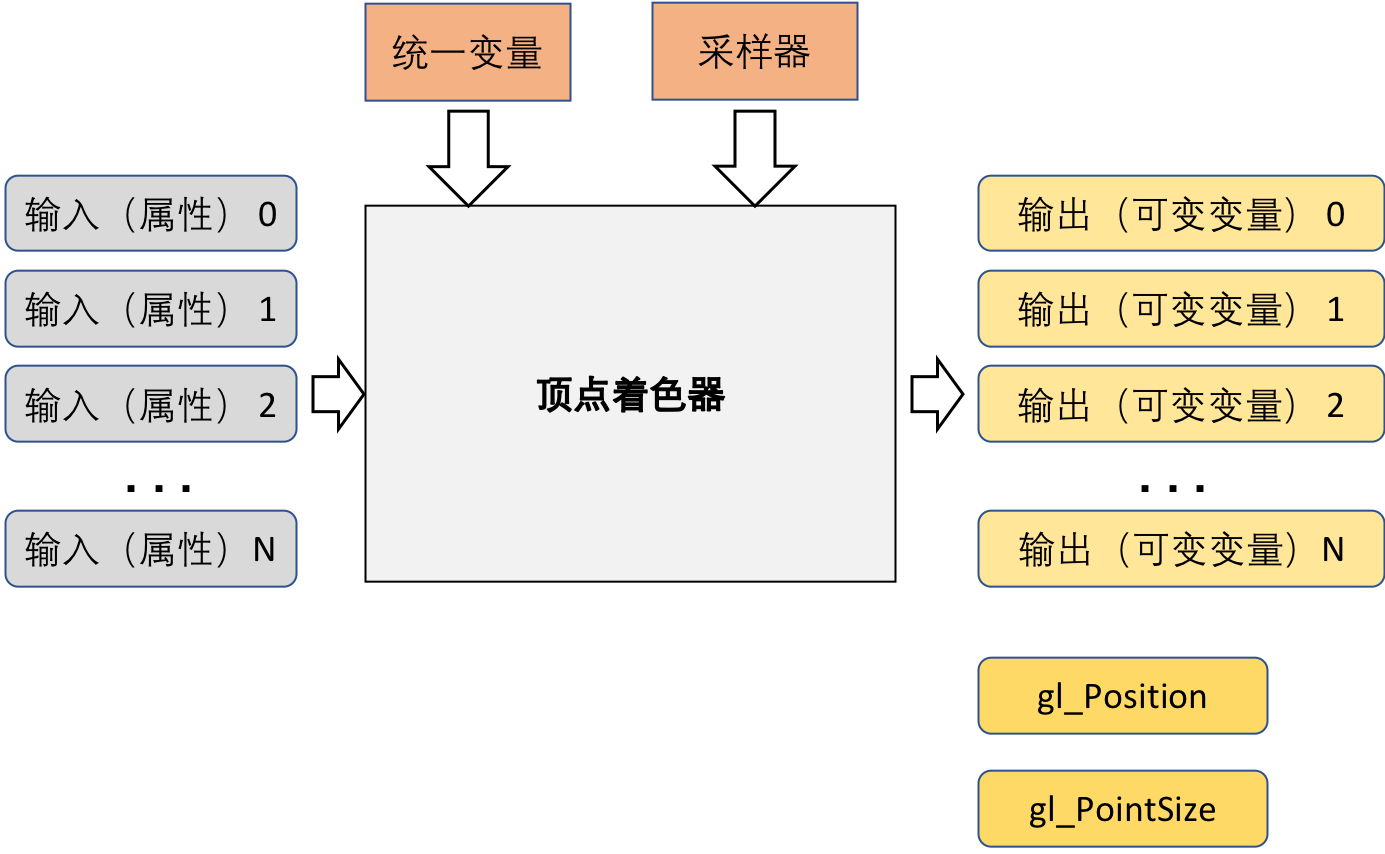 统一变量
采样器
输入（属性）0
输入（属性）1
输入（属性）2
...
输入（属性）N
顶点着色器
输出（可变变量）0
输出（可变变量）1
输出（可变变量）2
...
输出（可变变量）N
gl_Position
gl_PointSize